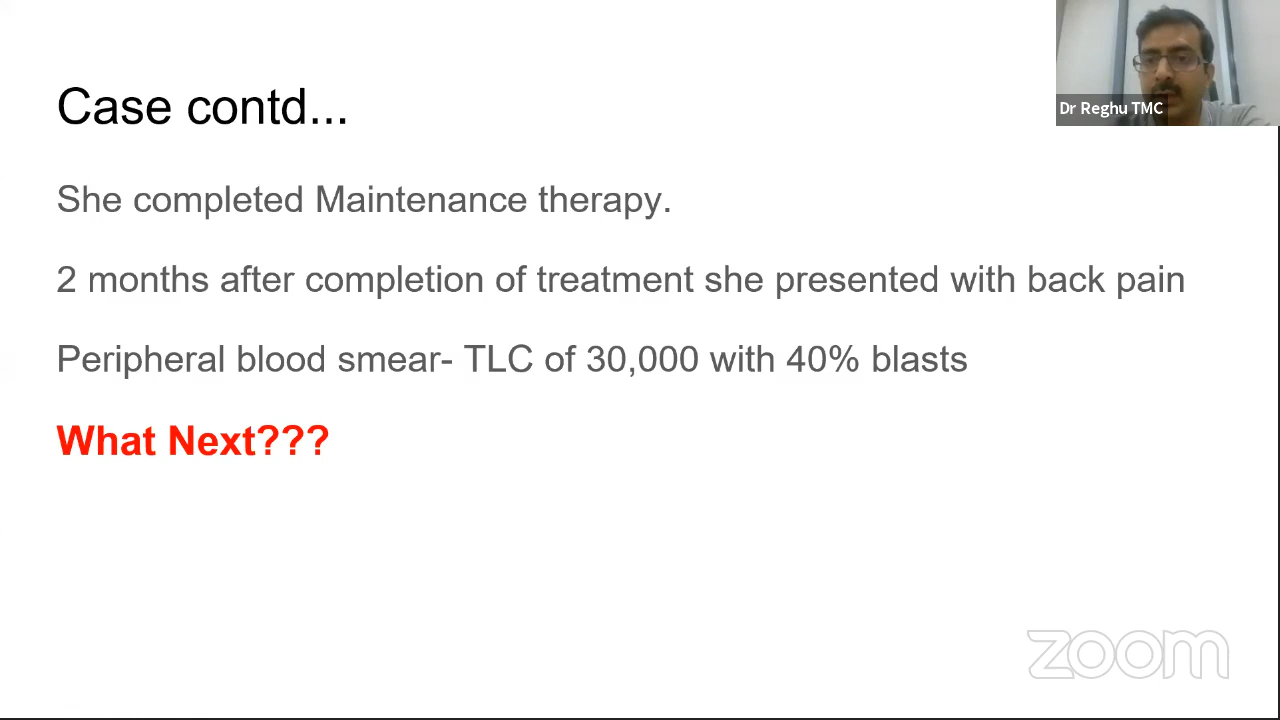 Case contd...
Dr Reghu TMC
She completed Maintenance therapy.
2 months after completion of treatment she presented with back pain
Peripheral blood smear- TLC of 30,000 with 40% blasts
What Next???
zoom